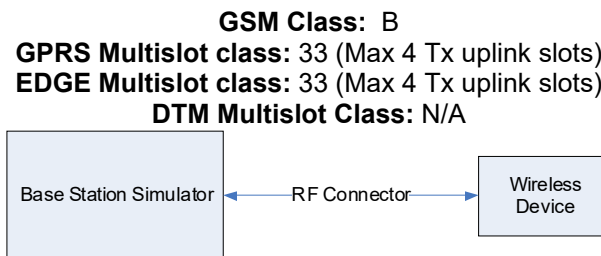 GSM Class: B
GPRS Multislot class: 33 (Max 4 Tx uplink slots)
EDGE Multislot class: 33 (Max 4 Tx uplink slots)
DTM Multislot Class: N/A
Base Station Simulator
RF Connector
Wireless
Device